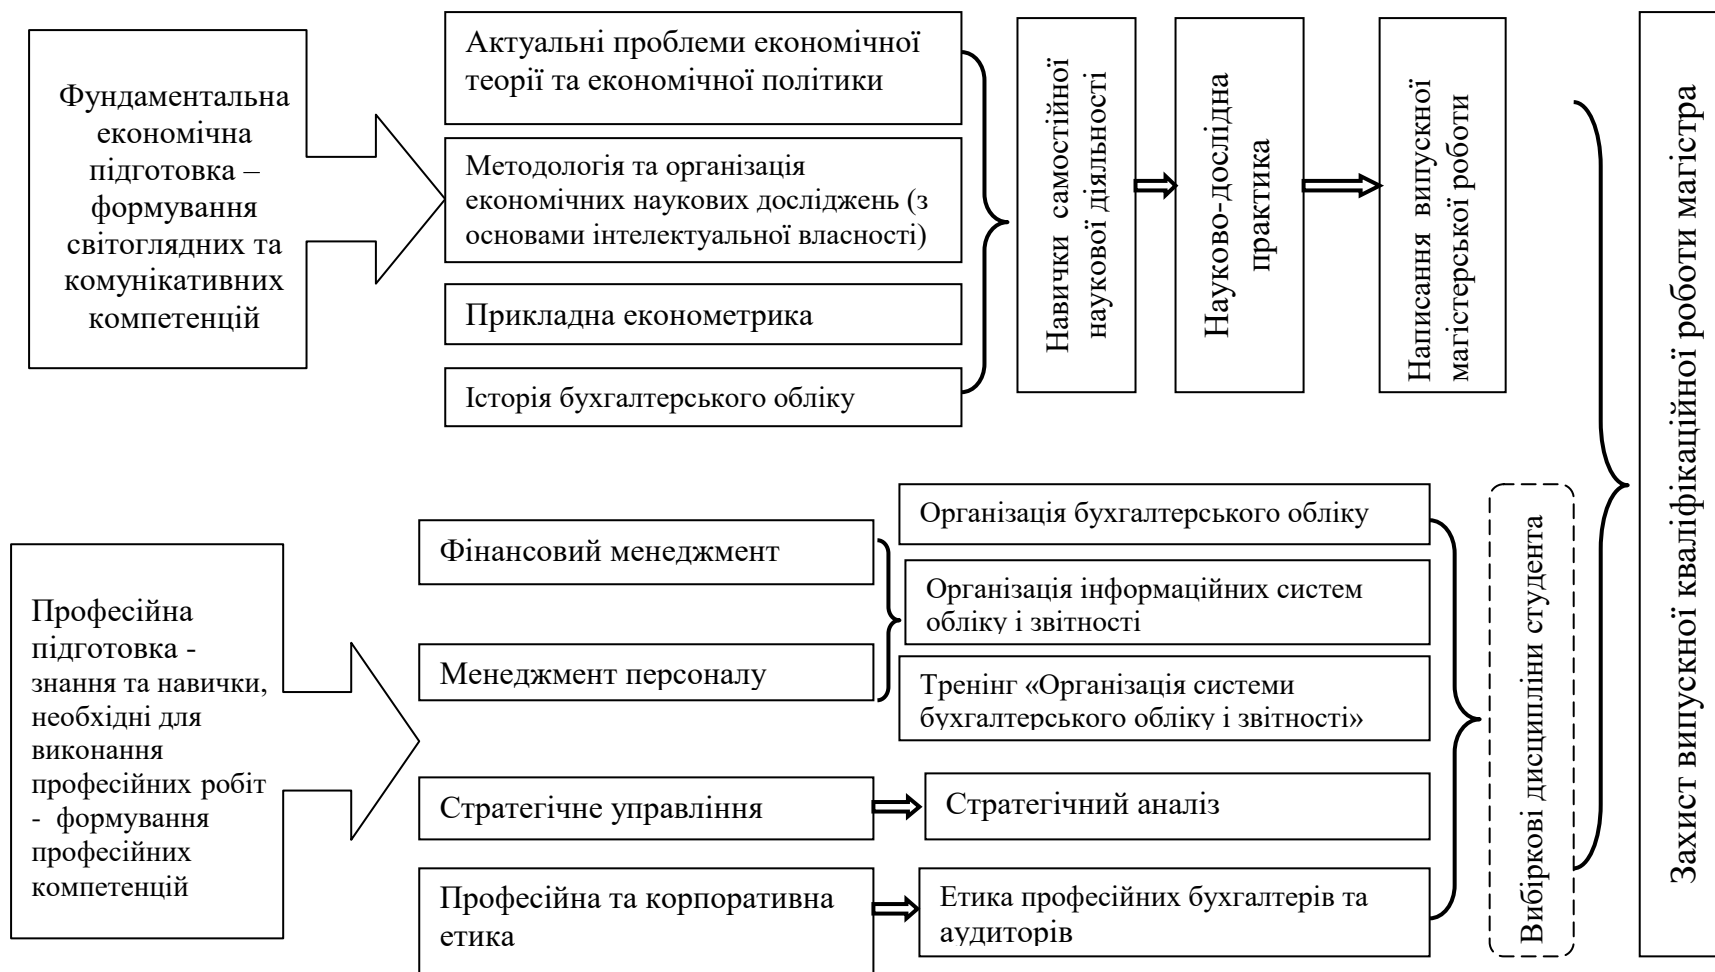 Фундаментальна
економічна
підготовка –
формування
світоглядних та
комунікативних
компетенцій
Актуальні проблеми економічної
теорії та економічної політики
Методологія та організація
економічних наукових досліджень (з
основами інтелектуальної власності)
Прикладна економетрика
Історія бухгалтерського обліку
Навички самостійної
наукової діяльності
Науково-дослідна
практика
Написання випускної
магістерської роботи
Професійна
підготовка -
знання та навички,
необхідні для
виконання
професійних робіт
- формування
професійних
компетенцій
Фінансовий менеджмент
Менеджмент персоналу
Стратегічне управління
Професійна та корпоративна
етика
Організація бухгалтерського обліку
Організація інформаційних систем
обліку і звітності
Тренінг «Організація системи
бухгалтерського обліку і звітності»
Стратегічний аналіз
Етика професійних бухгалтерів та
аудиторів
Вибіркові дисципліни студента
Захист випускної кваліфікаційної роботи магістра